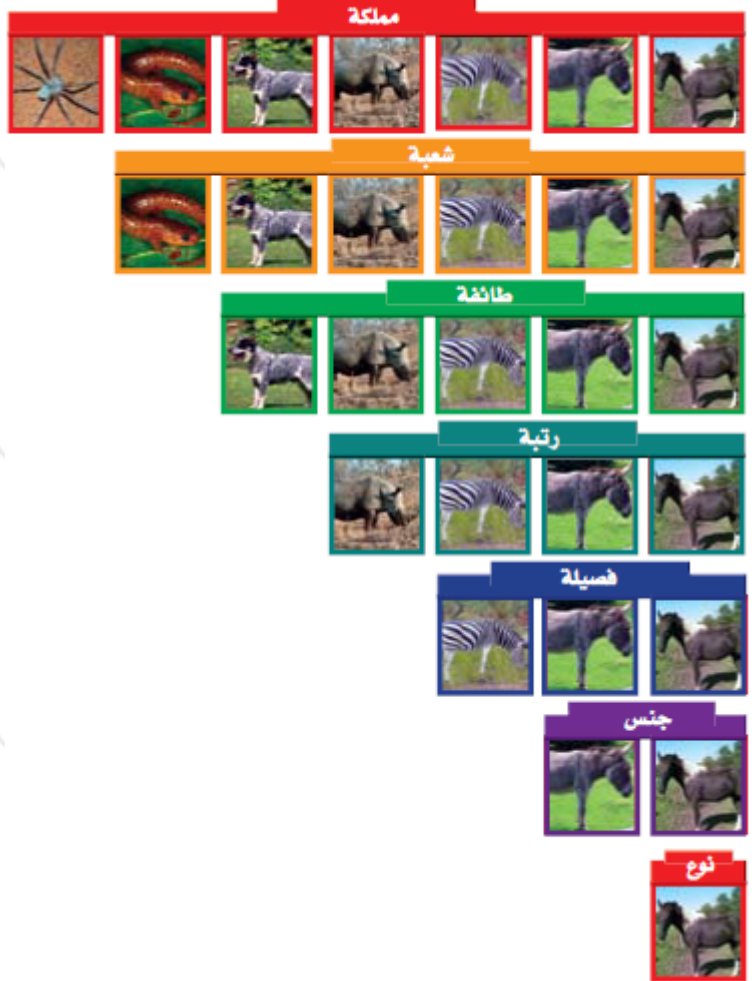 مملكة
شعبة
طائفة
رتبة
فصيلة
جنس
نوع